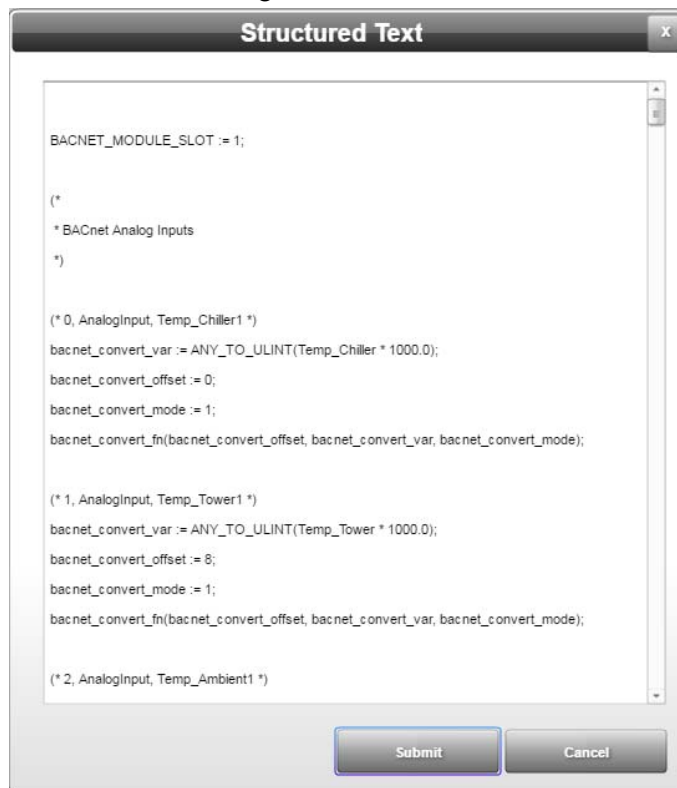 Structured Text
x
BACNET_MODULE_SLOT := 1;
(*
* BACnet Analog Inputs
*)
(* 0, AnalogInput, Temp_Chiller1 *)
bacnet_convert_var := ANY_TO_ULINT(Temp_Chiller * 1000.0);
bacnet_convert_offset := 0;
bacnet_convert_mode := 1;
bacnet_convert_fn(bacnet_convert_offset, bacnet_convert_var, bacnet_convert_mode);
(* 1, AnalogInput, Temp_Tower1 *)
bacnet_convert_var := ANY_TO_ULINT(Temp_Tower * 1000.0);
bacnet_convert_offset := 8;
bacnet_convert_mode := 1;
bacnet_convert_fn(bacnet_convert_offset, bacnet_convert_var, bacnet_convert_mode);
(* 2, AnalogInput, Temp_Ambient1 *)
Submit
Cancel